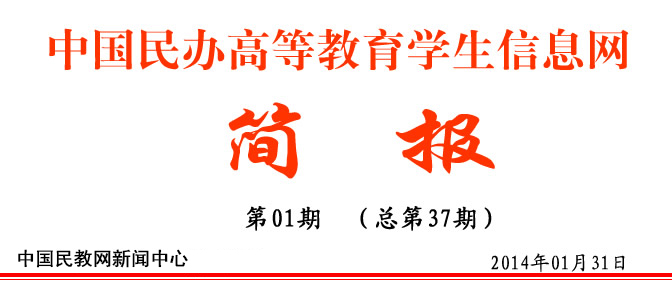 中国民办高等教育学生信息网
简 报
第01期 （总第37期）
中国民教网新闻中心 2014年01月31日